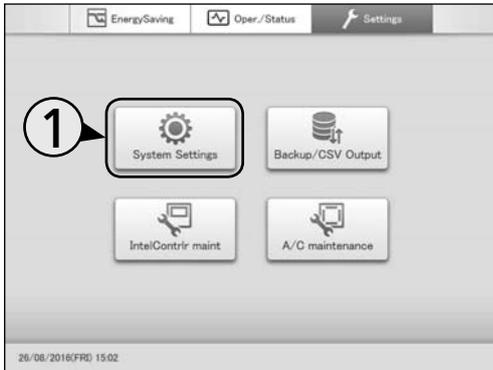 EnergySaving Oper./Status Settings
1
System Settings Backup/CSV Output
IntelContrlr maint A/C maintenance
26/08/2016(FRI) 15:02